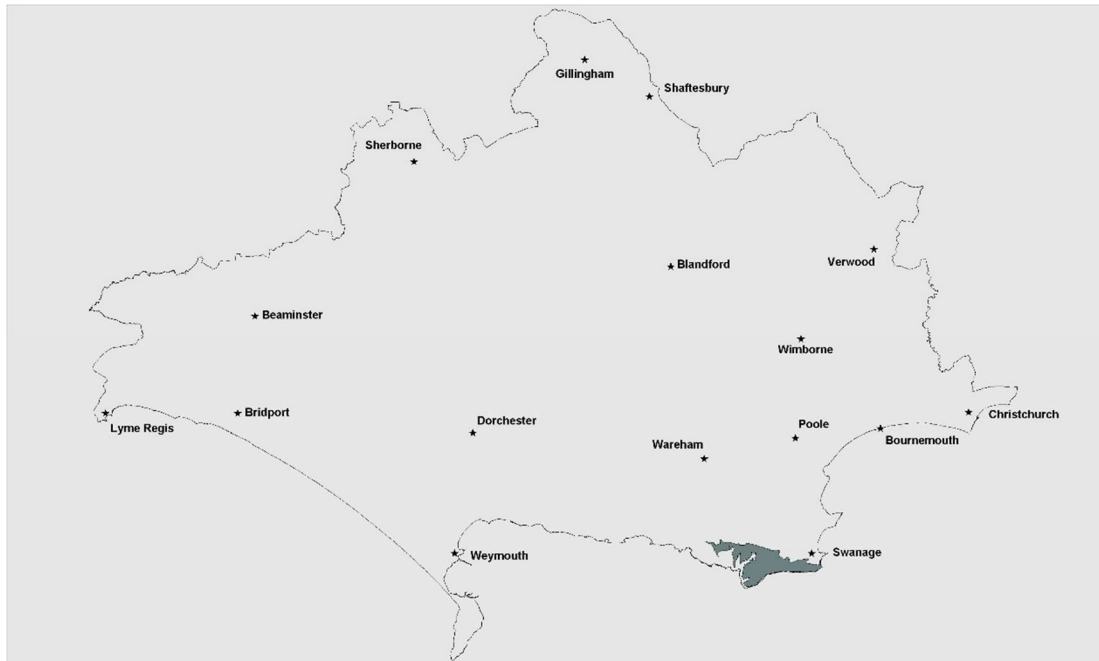 Gillingham
Shaftesbury
Sherborne
Verwood
Blandford
Beaminster
Wimborne
Bridport
Christchurch
Lyme Regis
Dorchester
Poole
Bournemouth
Wareham
Weymouth
Swanage